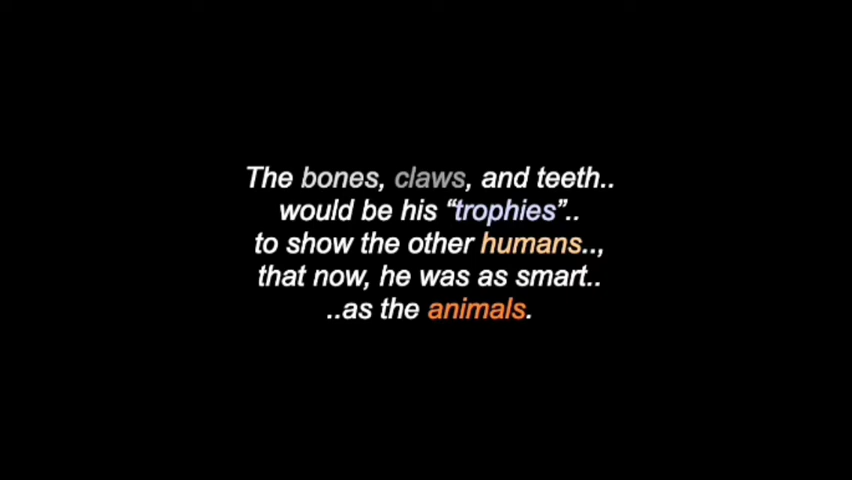 The bones, claws, and teeth..
would be his “trophies”..
to show the other humans..,
that now, he was as smart..
..as the animals.